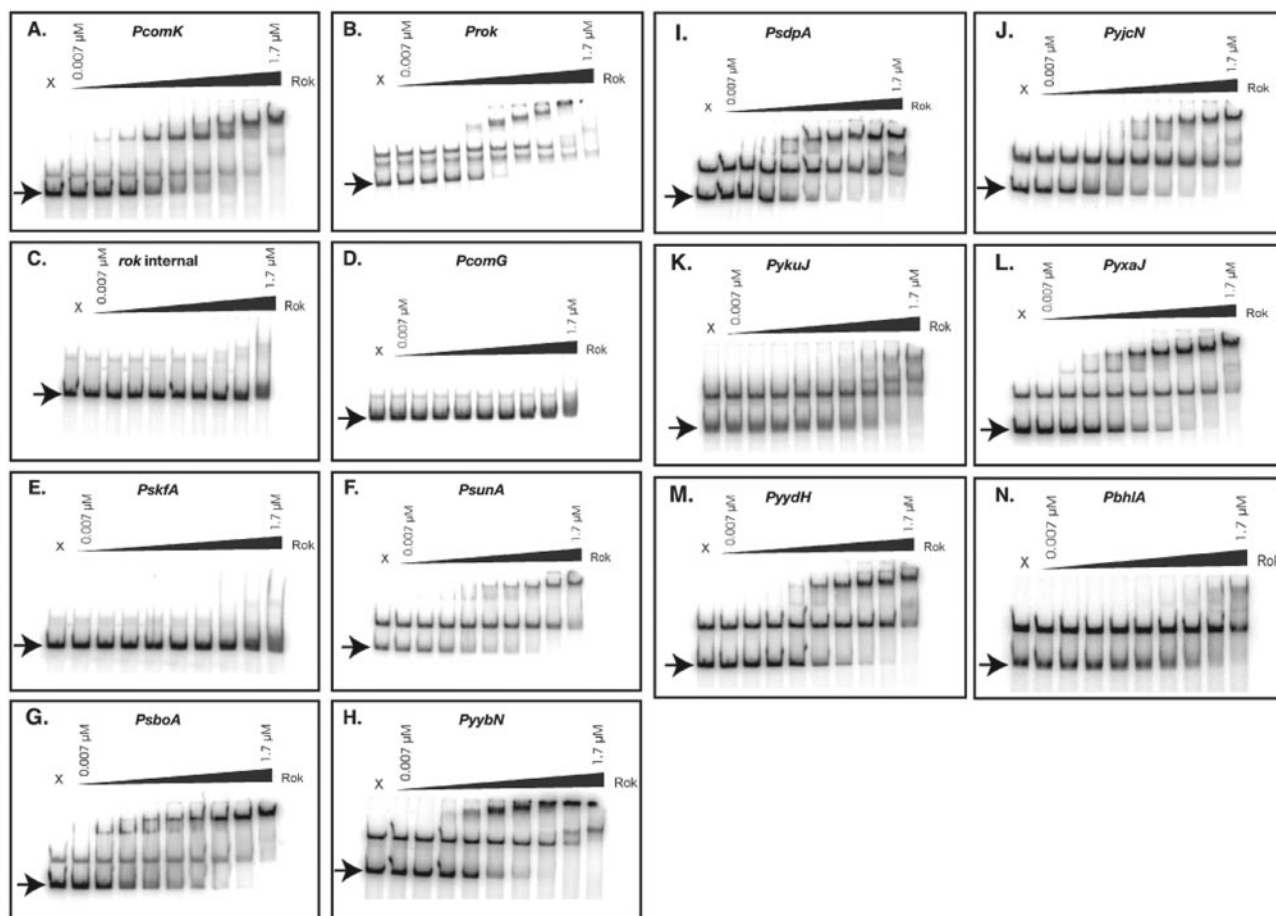 A. PcomK
0.007 µM
1.7 µM
X
Rok
B. Prok
0.007 µM
1.7 µM
X
Rok
C. rok internal
0.007 µM
1.7 µM
X
Rok
D. PcomG
0.007 µM
1.7 µM
X
Rok
E. PskfA
0.007 µM
1.7 µM
X
Rok
F. PsunA
0.007 µM
1.7 µM
X
Rok
G. PsboA
0.007 µM
1.7 µM
X
Rok
H. PyybN
0.007 µM
1.7 µM
X
Rok
I. PsdpA
0.007 µM
1.7 µM
X
Rok
J. PyjcN
0.007 µM
1.7 µM
X
Rok
K. PykuJ
0.007 µM
1.7 µM
X
Rok
L. PyxaJ
0.007 µM
1.7 µM
X
Rok
M. PyydH
0.007 µM
1.7 µM
X
Rok
N. PbhlA
0.007 µM
1.7 µM
X
Rok